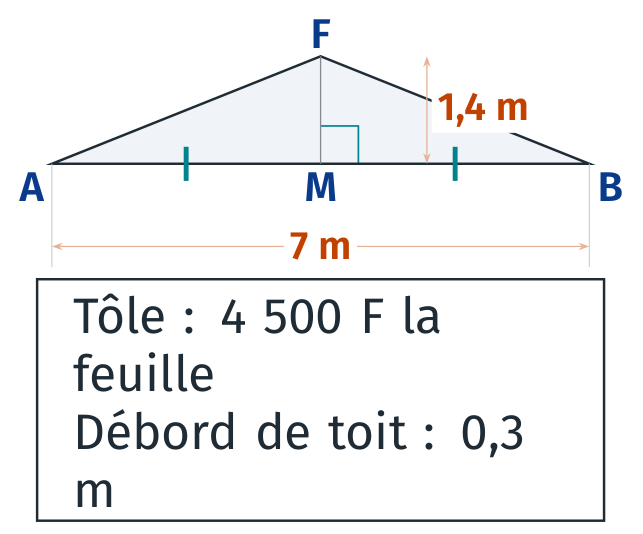 F
1,4 m
A
M
B
7 m
Tôle : 4 500 F la
feuille
Débord de toit : 0,3
m